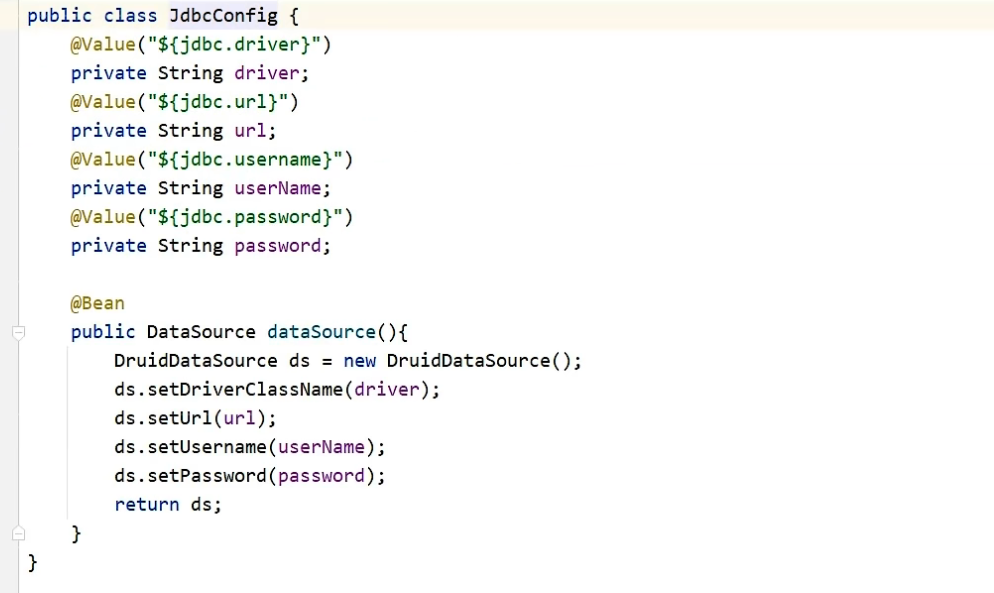 public class JdbcConfig {
    @Value("${jdbc.driver}")
    private String driver;
    @Value("${jdbc.url}")
    private String url;
    @Value("${jdbc.username}")
    private String userName;
    @Value("${jdbc.password}")
    private String password;

    @Bean
    public DataSource dataSource(){
        DruidDataSource ds = new DruidDataSource();
        ds.setDriverClassName(driver);
        ds.setUrl(url);
        ds.setUsername(userName);
        ds.setPassword(password);
        return ds;
    }
}